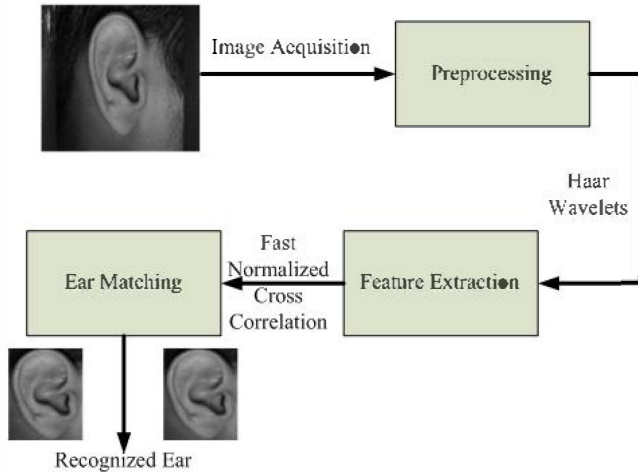 Image Acquisition
Preprocessing
Haar
Wavelets
Feature Extraction
Fast
Normalized
Cross
Correlation
Ear Matching
Recognized Ear